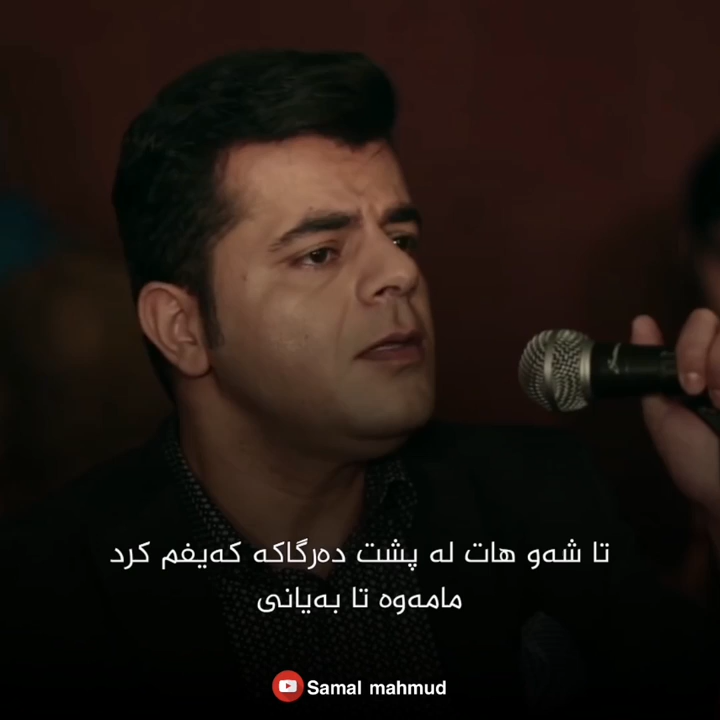 تا شەو هات لە پشت دەرگاکە کەیفم کرد
مامەوە تا بەیانی
Samal mahmud